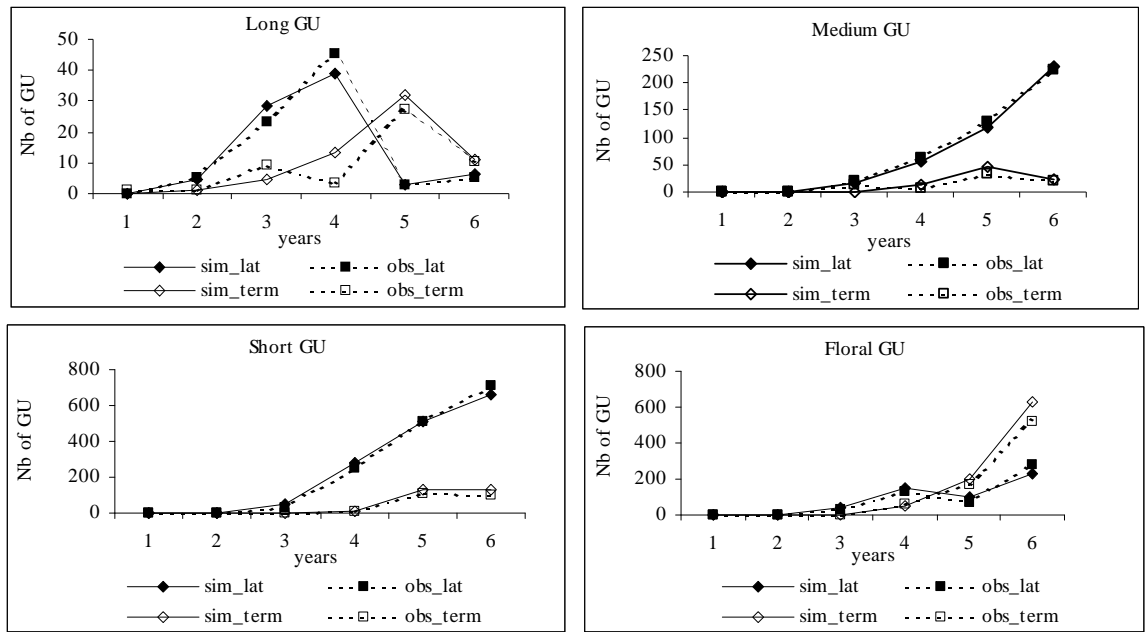 Long GU
50
40
30
20
10
0
Nb of GU
1 2 3 4 5 6
years
sim_lat obs_lat
sim_term obs_term
Medium GU
250
200
150
100
50
0
Nb of GU
1 2 3 4 5 6
years
sim_lat obs_lat
sim_term obs_term
Short GU
800
600
400
200
0
Nb of GU
1 2 3 4 5 6
years
sim_lat obs_lat
sim_term obs_term
Floral GU
800
600
400
200
0
Nb of GU
1 2 3 4 5 6
years
sim_lat obs_lat
sim_term obs_term